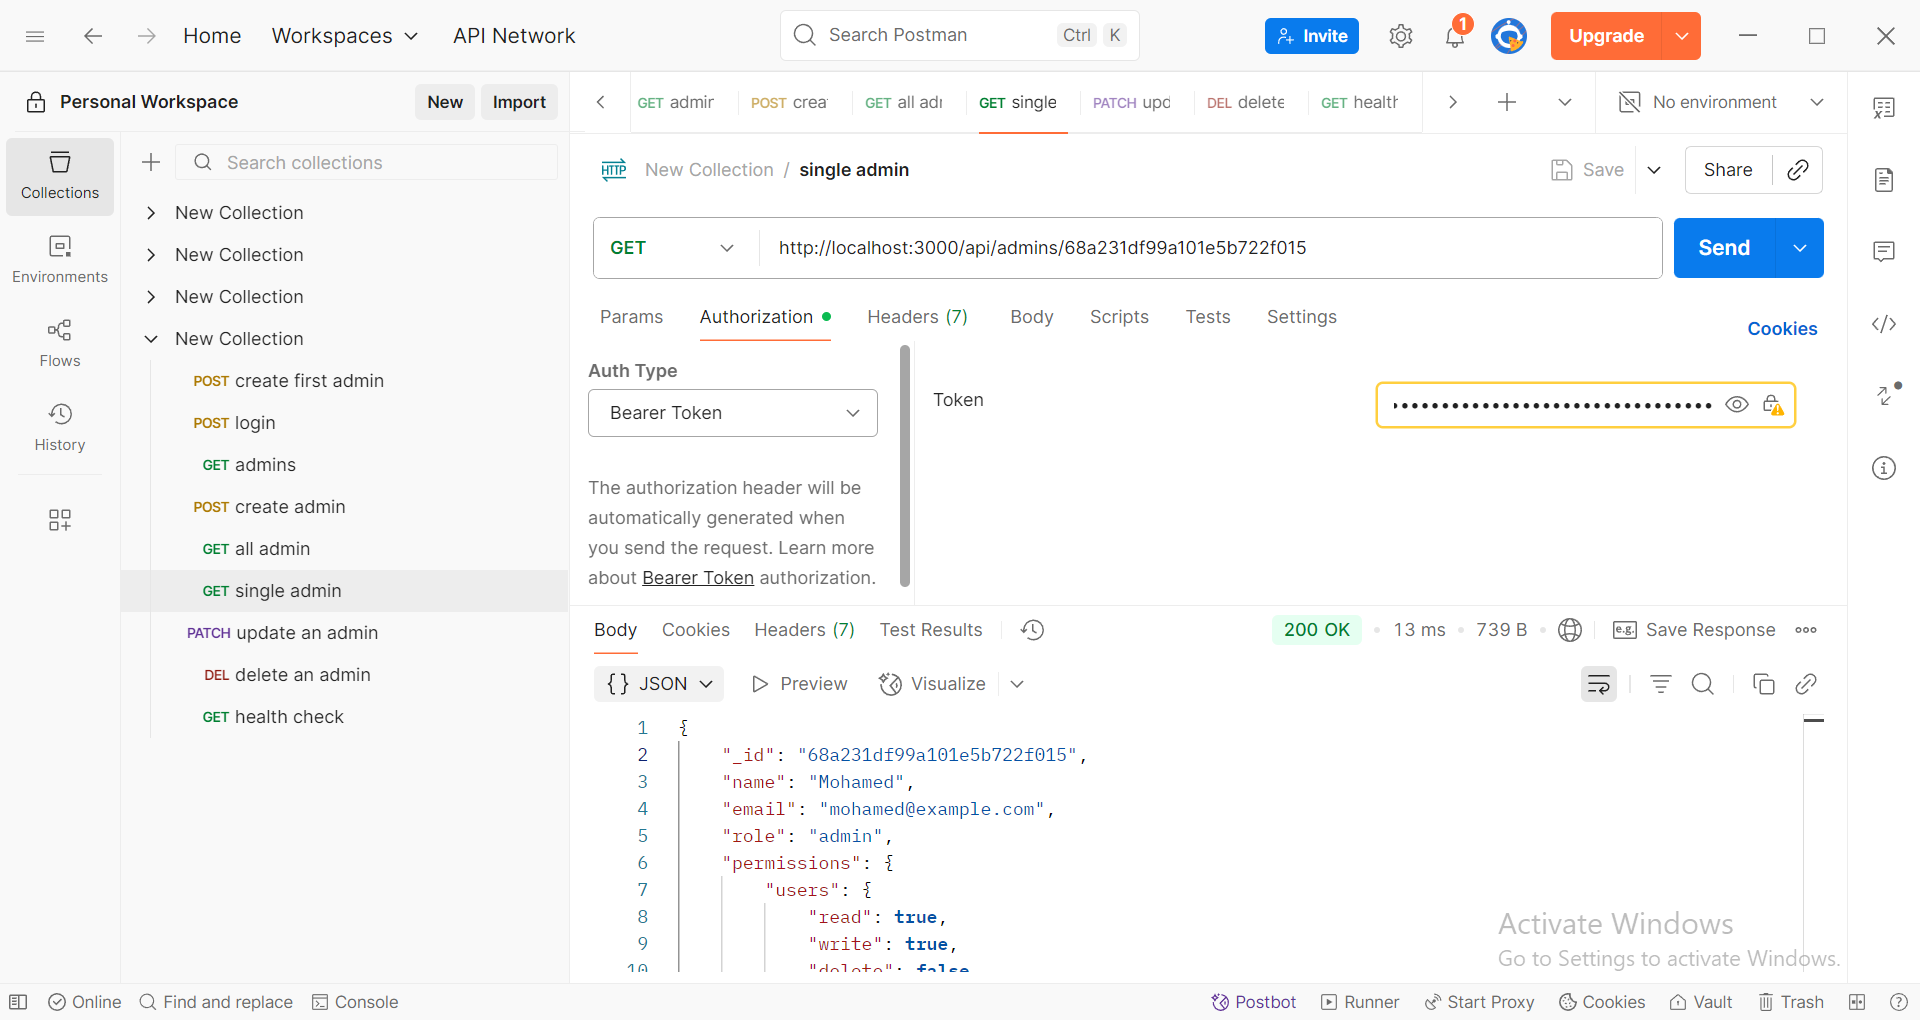 Home
Workspaces
API Network
Search Postman
Ctrl
K
Invite
1
Upgrade
Personal Workspace
New
Import
GET admin
POST crea
GET all adr
GET single
PATCH upd
DEL delete
GET health
No environment
Collections
Search collections
HTTP
New Collection / single admin
Save
Share
New Collection
New Collection
New Collection
New Collection
POST create first admin
POST login
GET admins
POST create admin
GET all admin
GET single admin
PATCH update an admin
DEL delete an admin
GET health check
Environments
Flows
History
GET
http://localhost:3000/api/admins/68a231df99a101e5b722f015
Send
Params
Authorization
Headers (7)
Body
Scripts
Tests
Settings
Cookies
Auth Type
Bearer Token
The authorization header will be
automatically generated when
you send the request. Learn more
about Bearer Token authorization.
Token
Body
Cookies
Headers (7)
Test Results
200 OK
13 ms
739 B
e.g.
Save Response
{} JSON
Preview
Visualize
1 {
2 "_id": "68a231df99a101e5b722f015",
3 "name": "Mohamed",
4 "email": "mohamed@example.com",
5 "role": "admin",
6 "permissions": {
7 "users": {
8 "read": true,
9 "write": true,
10 "delete": false
Activate Windows
Go to Settings to activate Windows.
Online
Find and replace
Console
Postbot
Runner
Start Proxy
Cookies
Vault
Trash